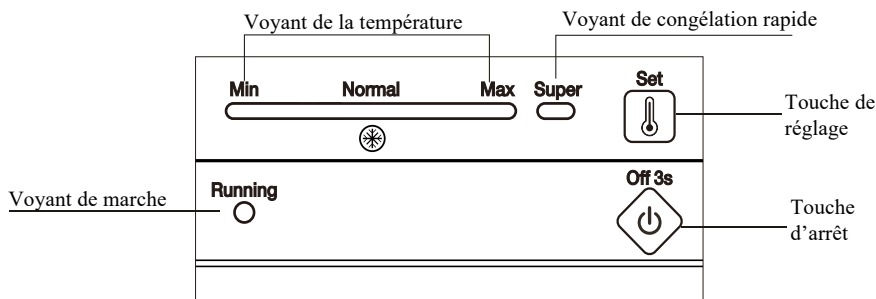 Voyant de la température
Voyant de congélation rapide
Min Normal Max Super Set
Touche de
réglage
Voyant de marche
Running
Off 3s
Touche
d'arrêt